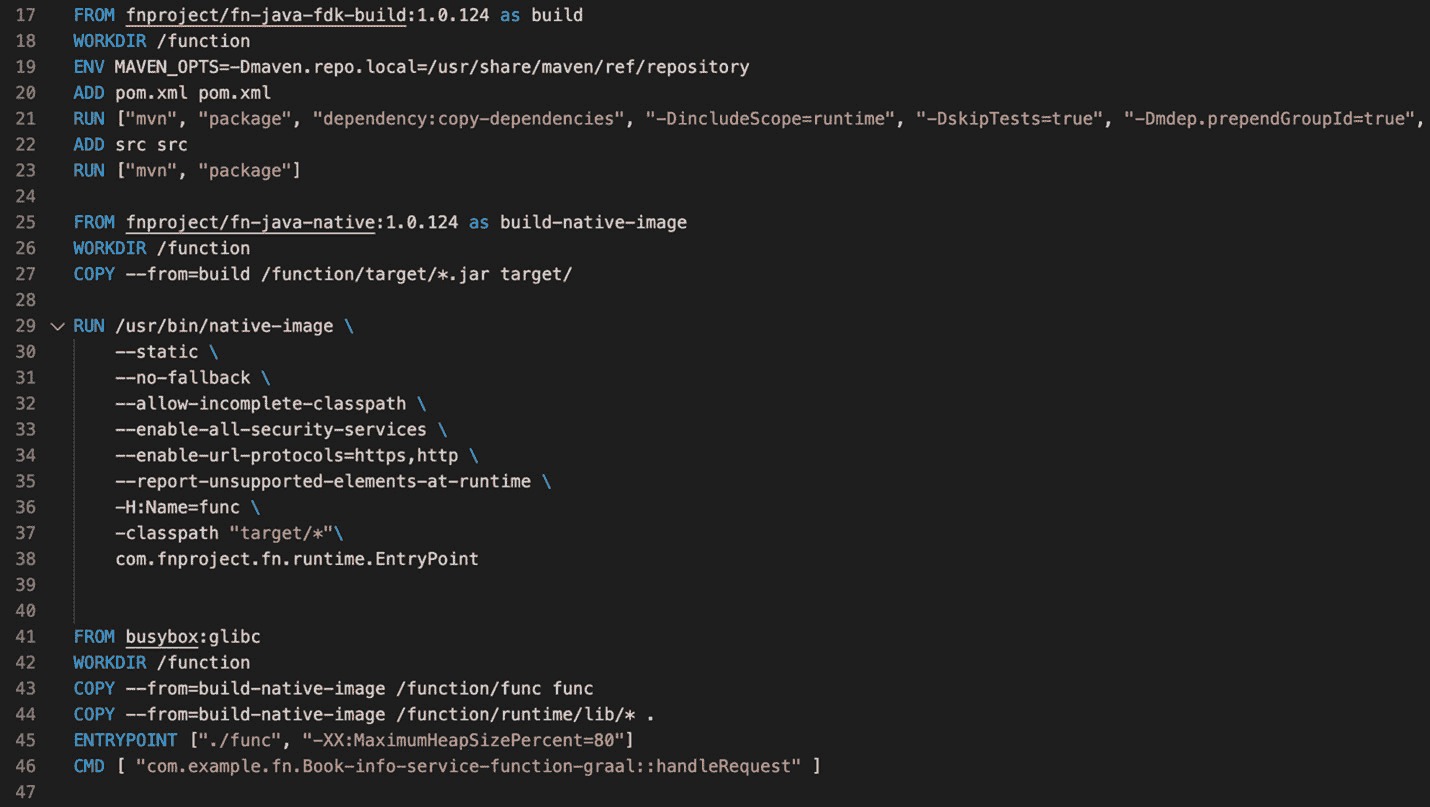 17 FROM fnproject/fn-java-fdk-build:1.0.124 as build
18 WORKDIR /function
19 ENV MAVEN_OPTS=-Dmaven.repo.local=/usr/share/maven/ref/repository
20 ADD pom.xml pom.xml
21 RUN ["mvn", "package", "dependency:copy-dependencies", "-DincludeScope=runtime", "-DskipTests=true", "-Dmdep.prependGroupId=true",
22 ADD src src
23 RUN ["mvn", "package"]
24
25 FROM fnproject/fn-java-native:1.0.124 as build-native-image
26 WORKDIR /function
27 COPY --from=build /function/target/*.jar target/
28
29 RUN /usr/bin/native-image \
30     --static \
31     --no-fallback \
32     --allow-incomplete-classpath \
33     --enable-all-security-services \
34     --enable-url-protocols=https,http \
35     --report-unsupported-elements-at-runtime \
36     -H:Name=func \
37     -classpath "target/*"\
38     com.fnproject.fn.runtime.EntryPoint
39
40
41 FROM busybox:glibc
42 WORKDIR /function
43 COPY --from=build-native-image /function/func func
44 COPY --from=build-native-image /function/runtime/lib/* .
45 ENTRYPOINT ["./func", "-XX:MaximumHeapSizePercent=80"]
46 CMD [ "com.example.fn.Book-info-service-function-graal::handleRequest" ]
47